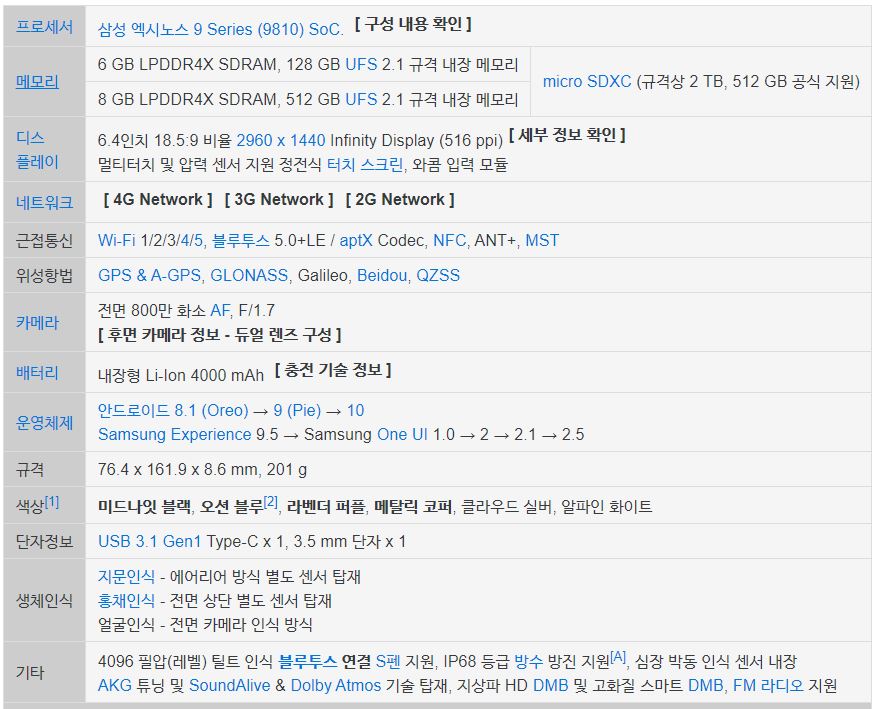 프로세서
삼성 엑시노스 9 Series (9810) SoC. [ 구성 내용 확인 ]
메모리
6 GB LPDDR4X SDRAM, 128 GB UFS 2.1 규격 내장 메모리
8 GB LPDDR4X SDRAM, 512 GB UFS 2.1 규격 내장 메모리
micro SDXC (규격상 2 TB, 512 GB 공식 지원)
디스
플레이
6.4인치 18.5:9 비율 2960 x 1440 Infinity Display (516 ppi) [ 세부 정보 확인 ]
멀티터치 및 압력 센서 지원 정전식 터치 스크린, 와콤 입력 모듈
네트워크
[ 4G Network ] [ 3G Network ] [ 2G Network ]
근접통신
Wi-Fi 1/2/3/4/5, 블루투스 5.0+LE / aptX Codec, NFC, ANT+, MST
위성항법
GPS & A-GPS, GLONASS, Galileo, Beidou, QZSS
카메라
전면 800만 화소 AF, F/1.7
[ 후면 카메라 정보 - 듀얼 렌즈 구성 ]
배터리
내장형 Li-Ion 4000 mAh [ 충전 기술 정보 ]
운영체제
안드로이드 8.1 (Oreo) → 9 (Pie) → 10
Samsung Experience 9.5 → Samsung One UI 1.0 → 2 → 2.1 → 2.5
규격
76.4 x 161.9 x 8.6 mm, 201 g
색상[1]
미드나잇 블랙, 오션 블루[2], 라벤더 퍼플, 메탈릭 코퍼, 클라우드 실버, 알파인 화이트
단자정보
USB 3.1 Gen1 Type-C x 1, 3.5 mm 단자 x 1
생체인식
지문인식 - 에어리어 방식 별도 센서 탑재
홍채인식 - 전면 상단 별도 센서 탑재
얼굴인식 - 전면 카메라 인식 방식
기타
4096 필압(레벨) 틸트 인식 블루투스 연결 S펜 지원, IP68 등급 방수 방진 지원[A], 심장 박동 인식 센서 내장
AKG 튜닝 및 SoundAlive & Dolby Atmos 기술 탑재, 지상파 HD DMB 및 고화질 스마트 DMB, FM 라디오 지원